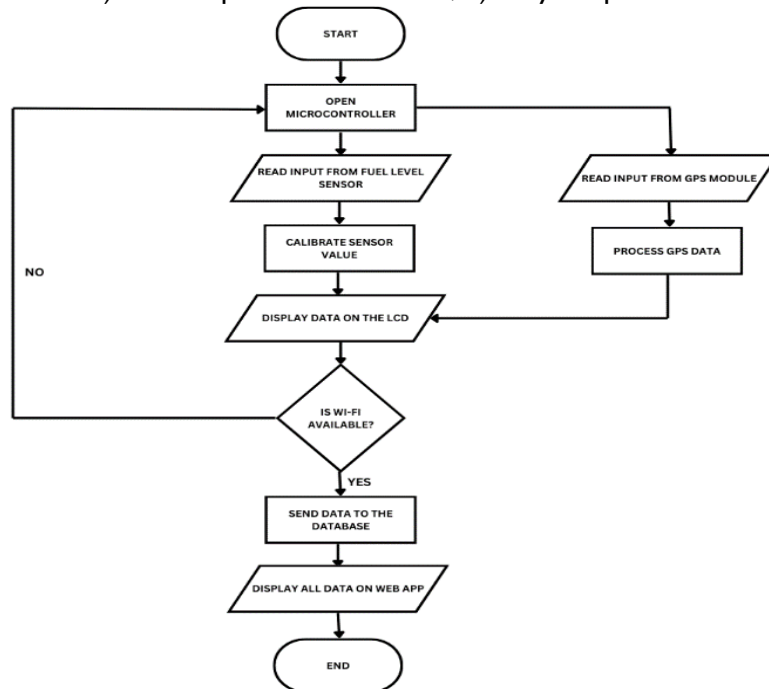 START
OPEN
MICROCONTROLLER
READ INPUT FROM FUEL LEVEL
SENSOR
READ INPUT FROM GPS MODULE
CALIBRATE SENSOR
VALUE
PROCESS GPS DATA
NO
DISPLAY DATA ON THE LCD
IS WI-FI
AVAILABLE?
YES
SEND DATA TO THE
DATABASE
DISPLAY ALL DATA ON WEB APP
END